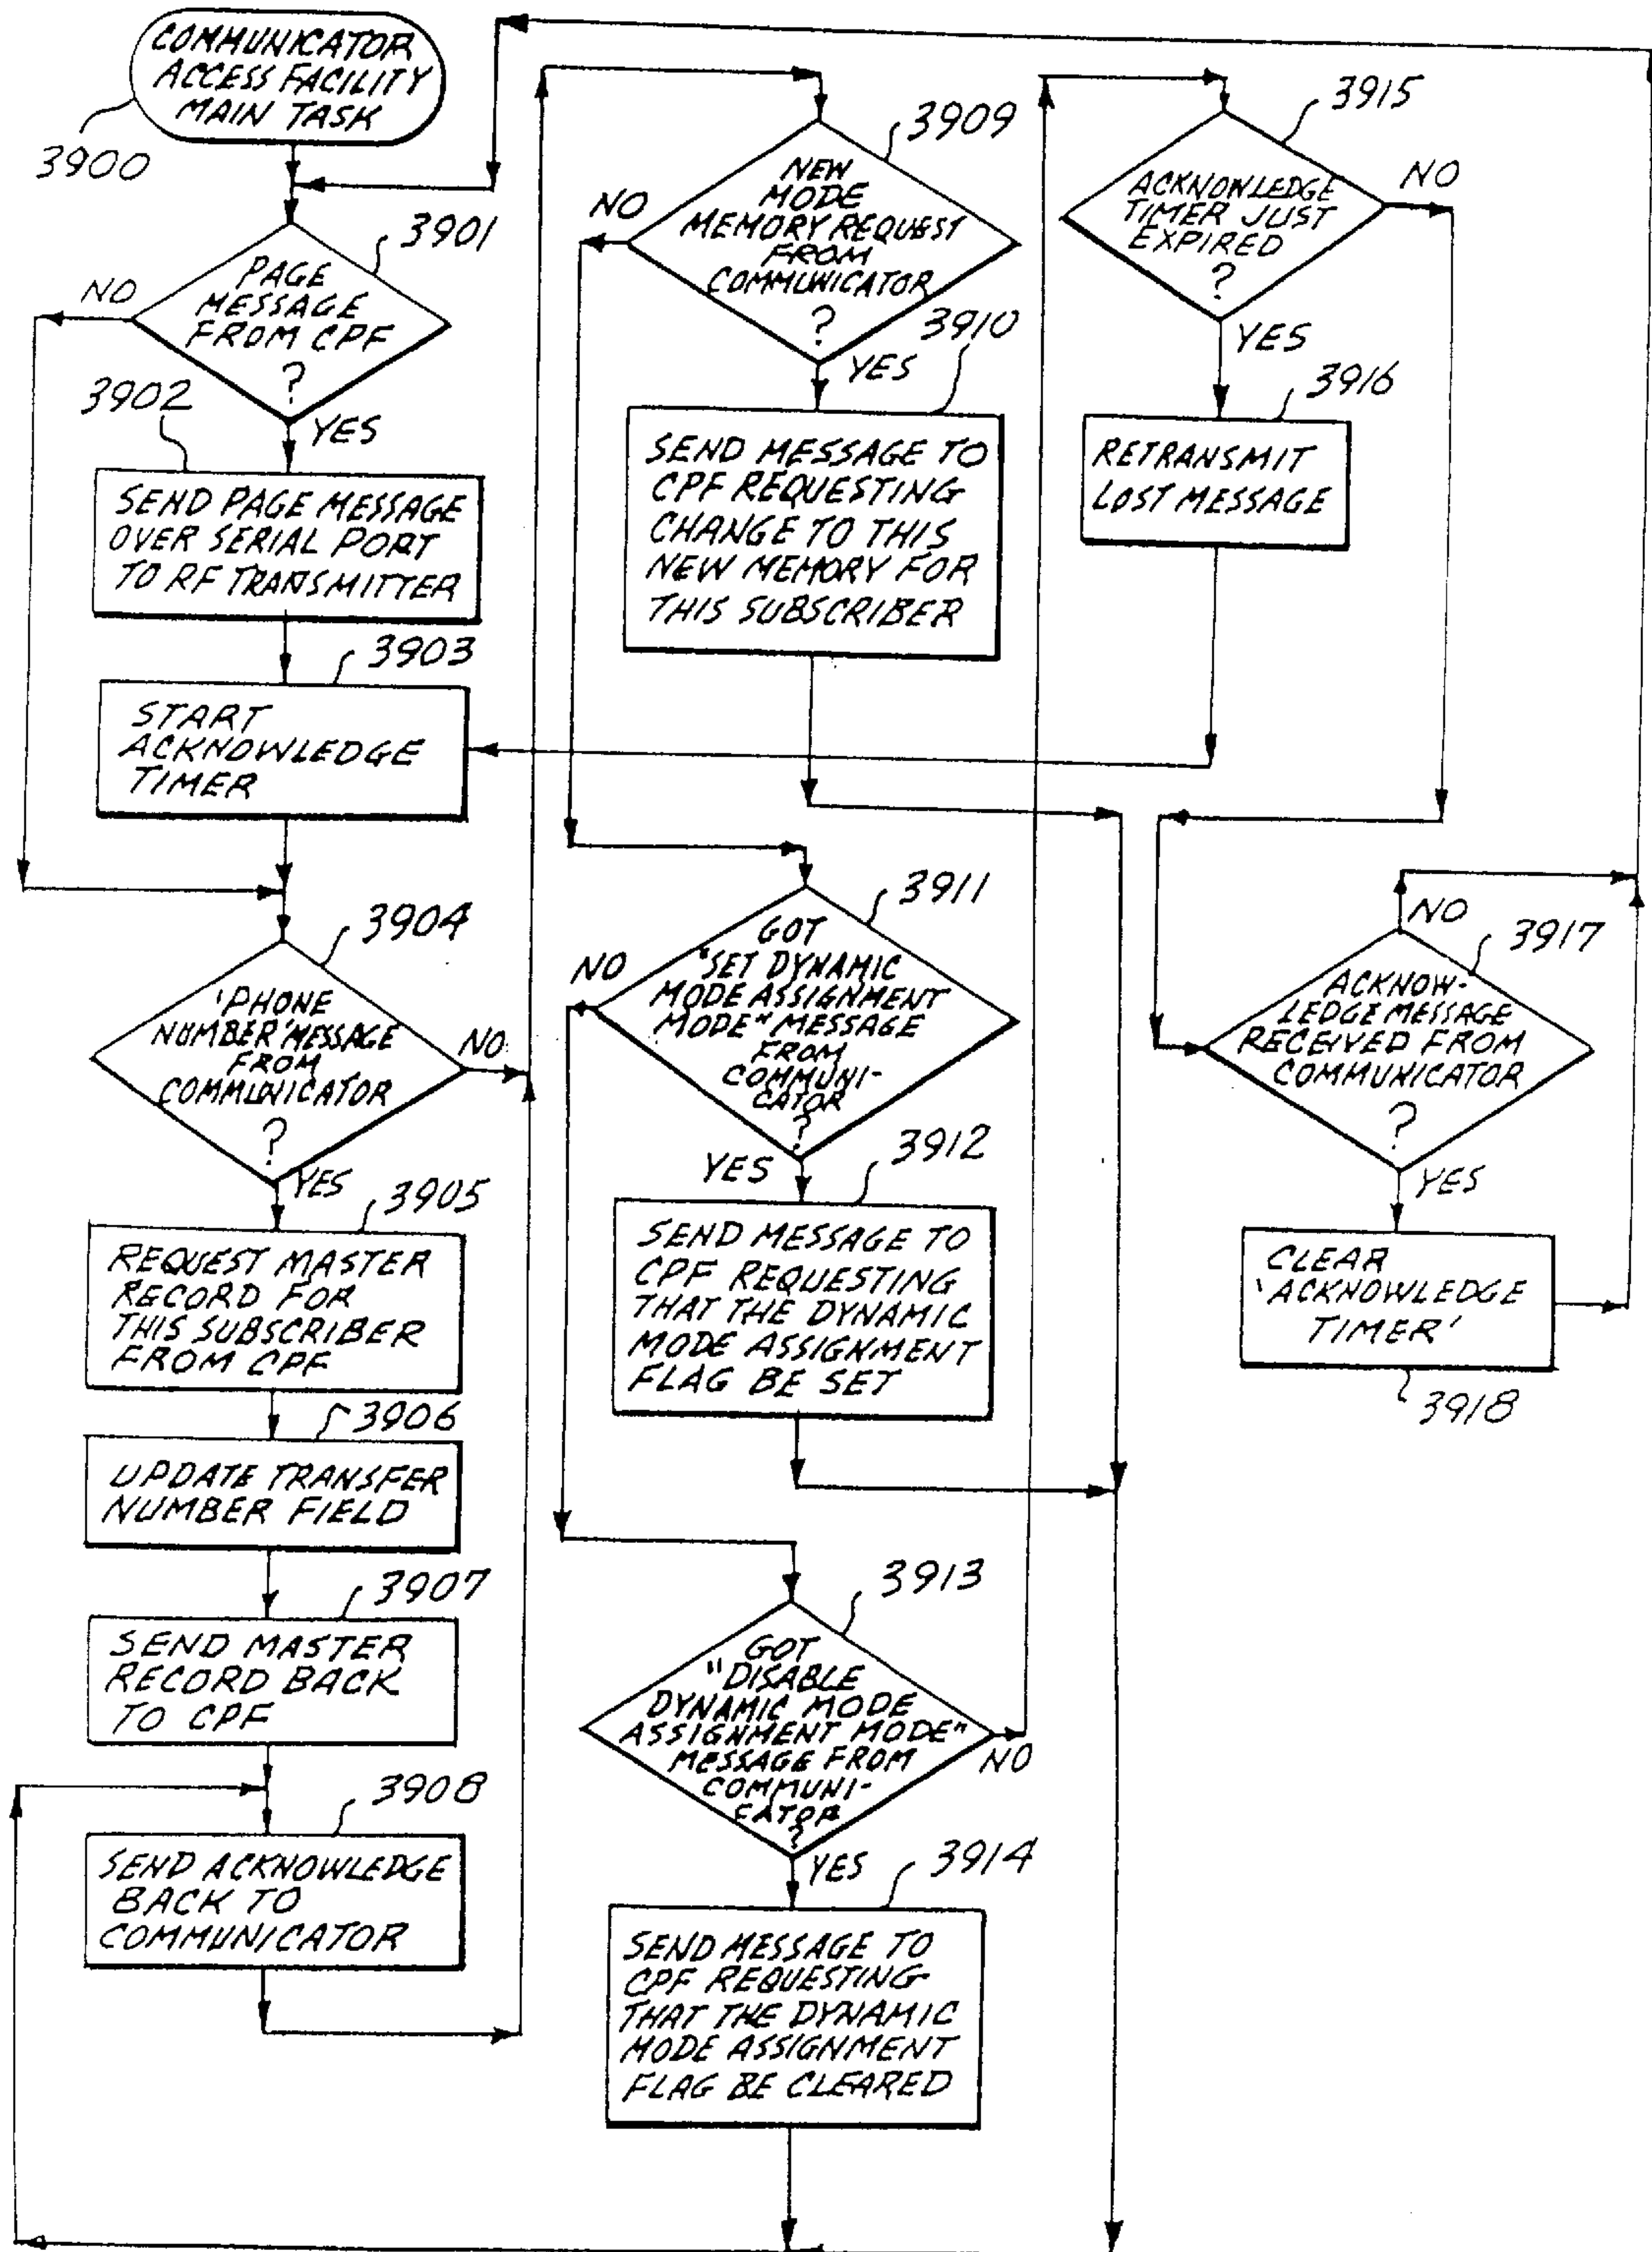 COMMUNICATOR
ACCESS FACILITY
MAIN TASK
3900
3901
PAGE
MESSAGE
FROM CPF
?
NO
YES
3902
SEND PAGE MESSAGE
OVER SERIAL PORT
TO RF TRANSMITTER
3903
START
ACKNOWLEDGE
TIMER
3904
'PHONE
NUMBER' MESSAGE
FROM
COMMUNICATOR
?
NO
YES
3905
REQUEST MASTER
RECORD FOR
THIS SUBSCRIBER
FROM CPF
3906
UPDATE TRANSFER
NUMBER FIELD
3907
SEND MASTER
RECORD BACK
TO CPF
3908
SEND ACKNOWLEDGE
BACK TO
COMMUNICATOR
3909
NEW
MODE
MEMORY REQUEST
FROM
COMMUNICATOR
?
NO
YES
3910
SEND MESSAGE TO
CPF REQUESTING
CHANGE TO THIS
NEW MEMORY FOR
THIS SUBSCRIBER
3911
GOT
"SET DYNAMIC
MODE ASSIGNMENT
MODE" MESSAGE
FROM
COMMUNI-
CATOR
?
NO
YES
3912
SEND MESSAGE TO
CPF REQUESTING
THAT THE DYNAMIC
MODE ASSIGNMENT
FLAG BE SET
3913
GOT
"DISABLE
DYNAMIC MODE
ASSIGNMENT MODE"
MESSAGE FROM
COMMUNI-
CATOR
?
NO
YES
3914
SEND MESSAGE TO
CPF REQUESTING
THAT THE DYNAMIC
MODE ASSIGNMENT
FLAG BE CLEARED
3915
ACKNOWLEDGE
TIMER JUST
EXPIRED
?
NO
YES
3916
RETRANSMIT
LOST MESSAGE
3917
ACKNOW-
LEDGE MESSAGE
RECEIVED FROM
COMMUNICATOR
?
NO
YES
CLEAR
'ACKNOWLEDGE
TIMER'
3918